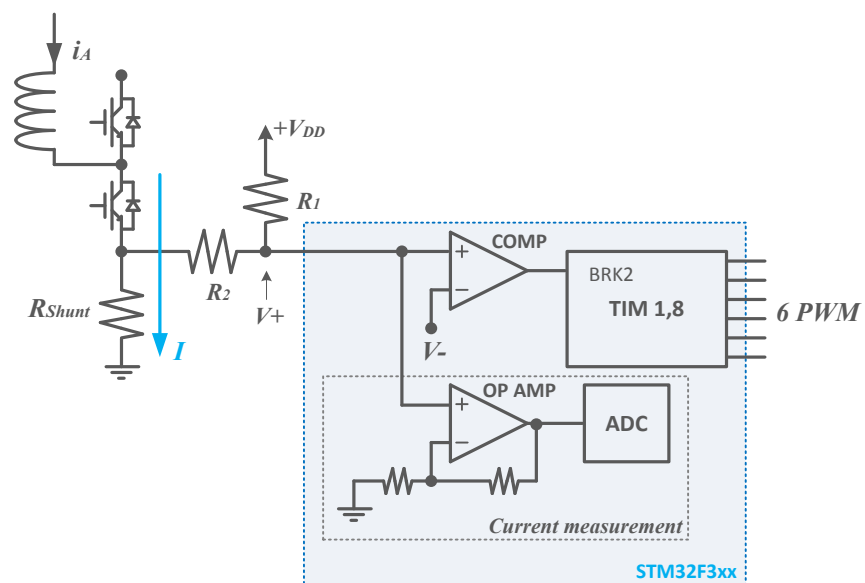 iA
+VDD
R1
R2
V+
RShunt
I
COMP
+
−
V-
BRK2
TIM 1,8
6 PWM
OP AMP
+
−
ADC
Current measurement
STM32F3xx